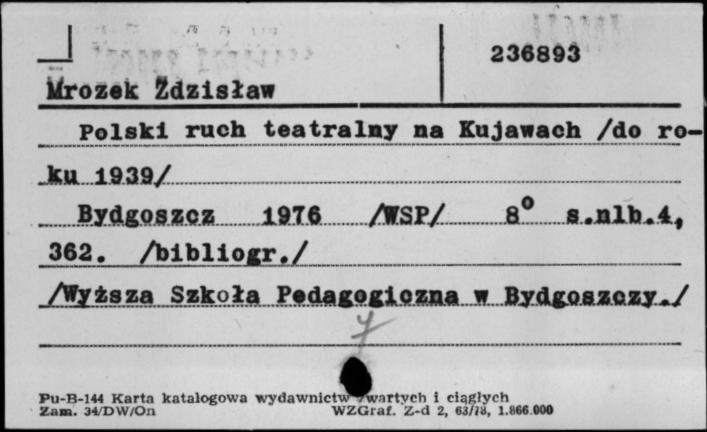 236893
Mrozek Zdzisław
Polski ruch teatralny na Kujawach /do ro-
ku 1939/
Bydgoszcz 1976 /WSP/ 8° s.nlb.4,
362. /bibliogr./
/Wyższa Szkoła Pedagogiczna w Bydgoszczy./
Pu-B-144 Karta katalogowa wydawnictw zwartych i ciągłych
Zam. 34/DW/On WZGraf. Z-d 2, 63/78, 1.866.000